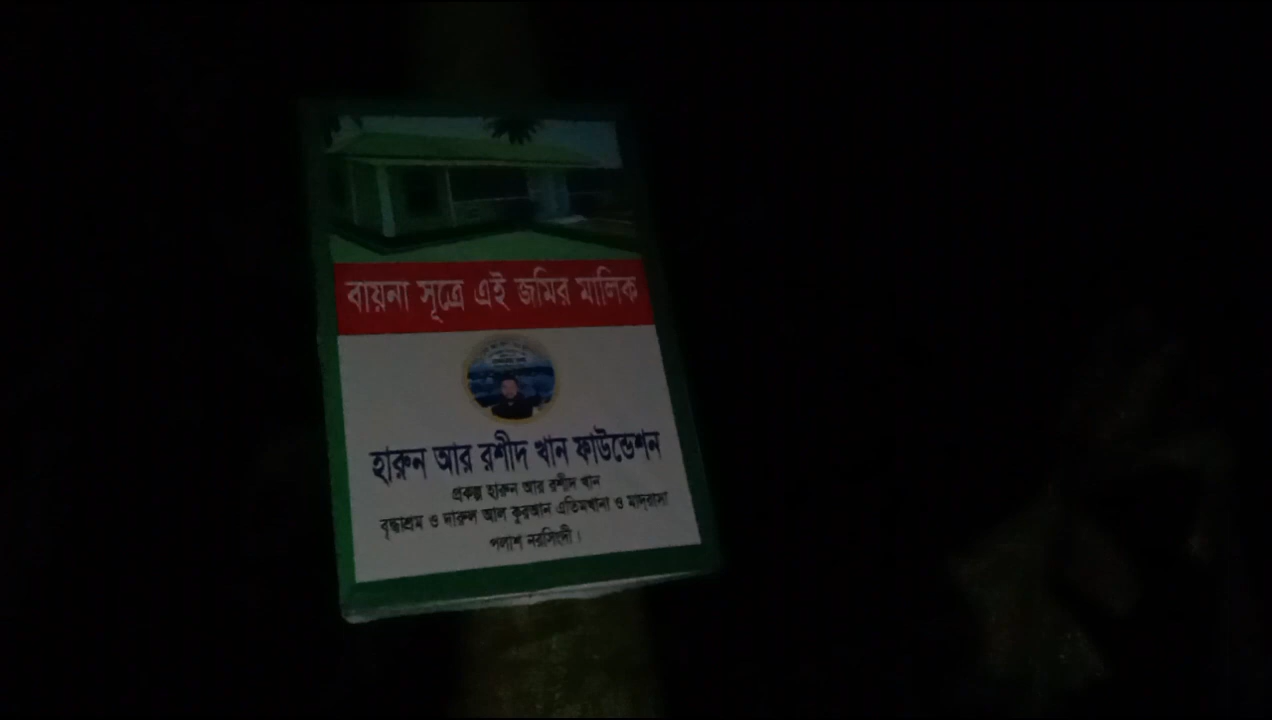 বায়না সূত্রে এই জমির মালিক
হারুন আর রশীদ খান ফাউন্ডেশন
প্রকল্প হারুন আর রশীদ খান
বৃদ্ধাশ্রম ও দারুল আল কুরআন এতিমখানা ও মাদ্রাসা
পলাশ নরসিংদী।